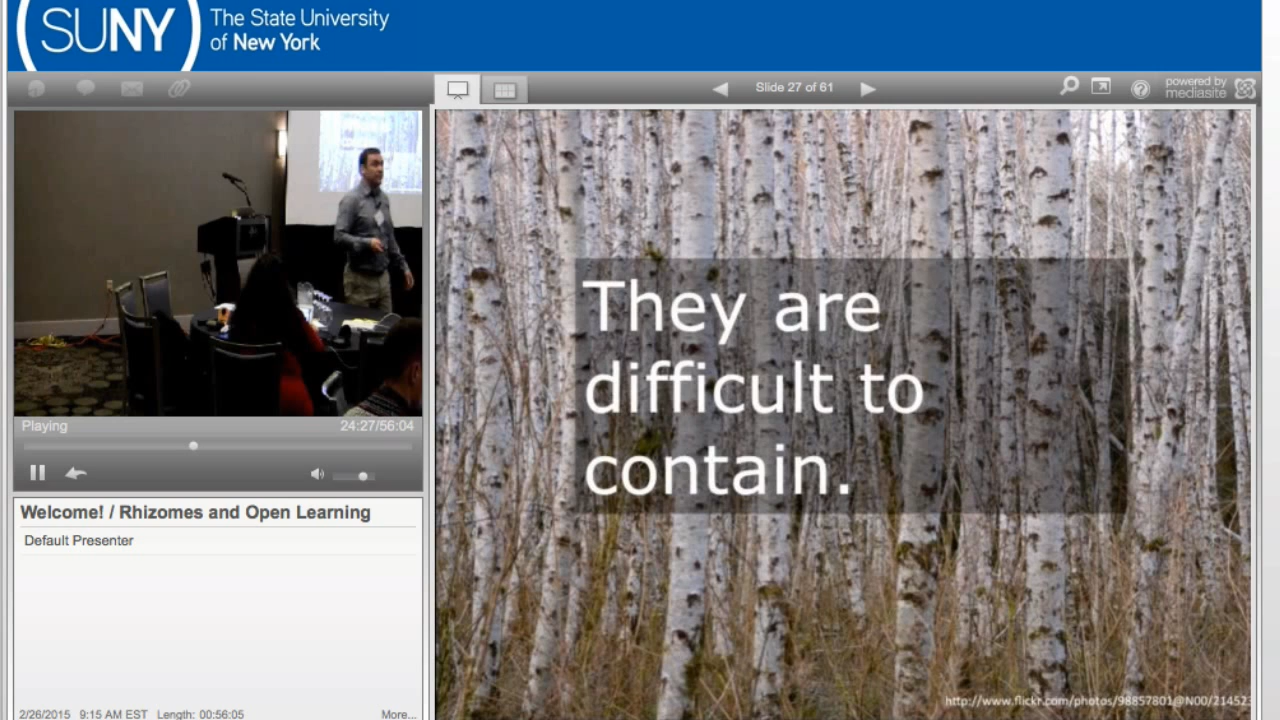 SUNY
The State University
of New York
Slide 27 of 61
powered by
mediasite
They are
difficult to
contain.
Playing
24:27/56:04
Welcome! / Rhizomes and Open Learning
Default Presenter
2/26/2015 9:15 AM EST Length: 00:56:05
More...
http://www.flickr.com/photos/98857801@N00/214523